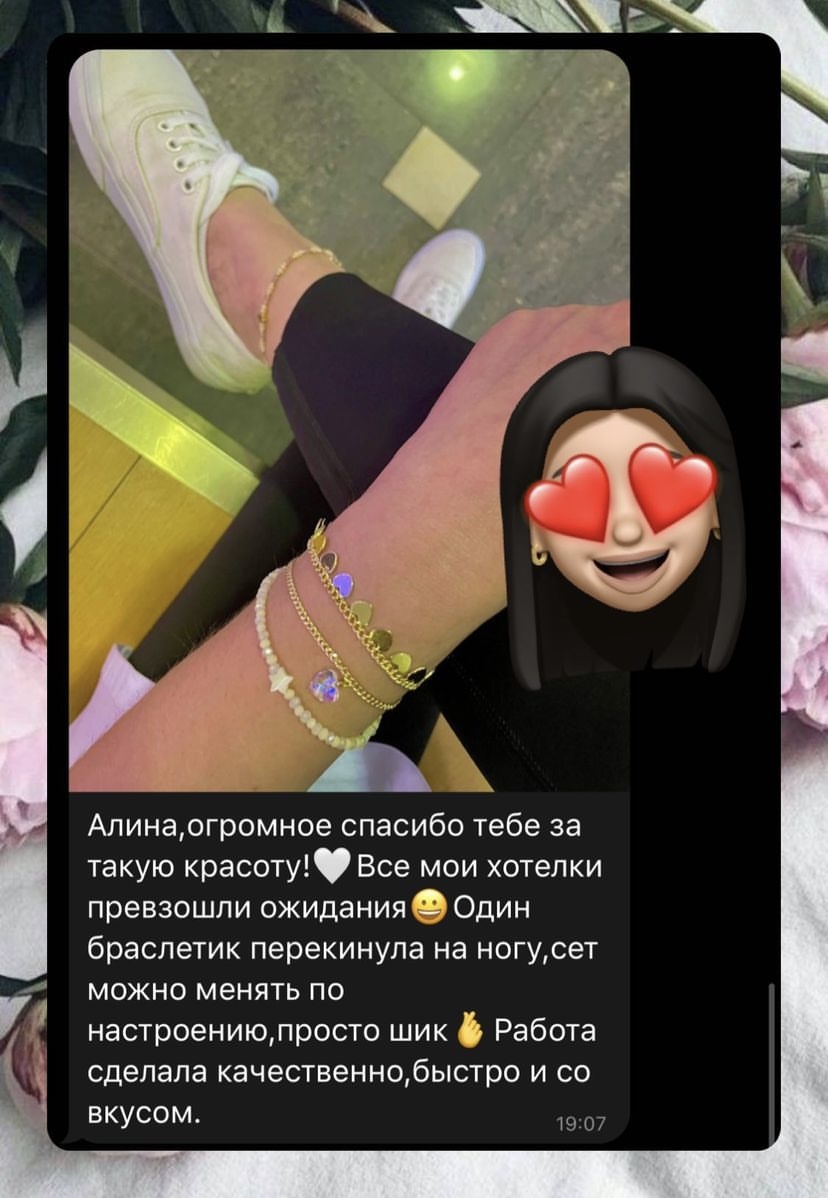 Алина,огромное спасибо тебе за
такую красоту!🤍Все мои хотелки
превзошли ожидания😀Один
браслетик перекинула на ногу,сет
можно менять по
настроению,просто шик🫰Работа
сделала качественно,быстро и со
вкусом.
19:07